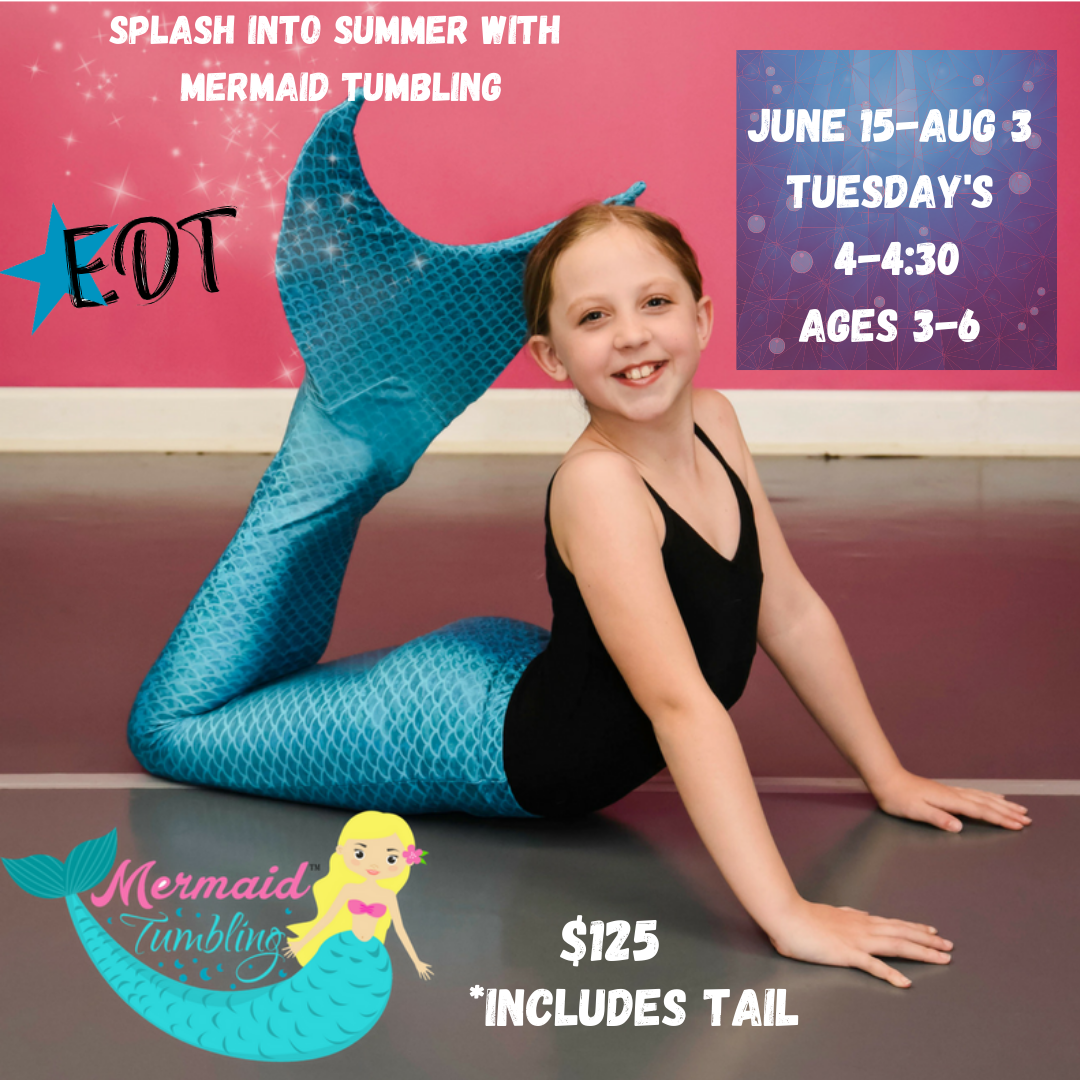 SPLASH INTO SUMMER WITH
MERMAID TUMBLING
JUNE 15-AUG 3
TUESDAY'S
4-4:30
AGES 3-6
EDT
Mermaid™
Tumbling
$125
*INCLUDES TAIL